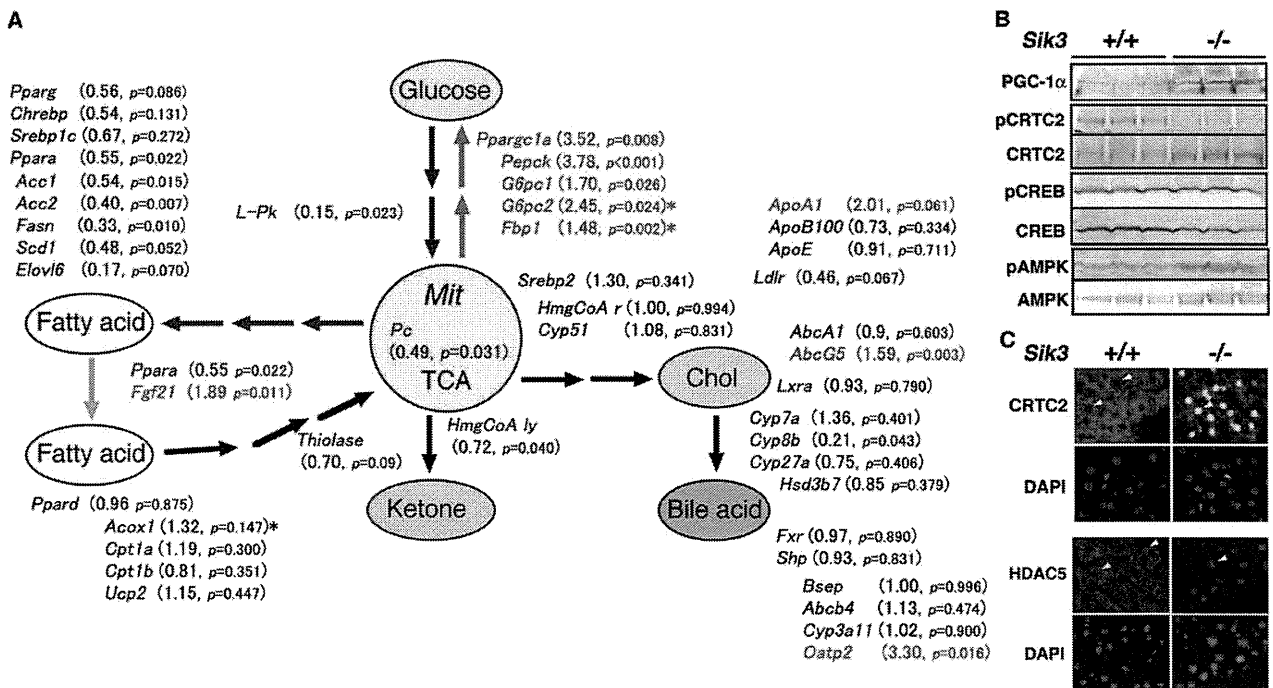 A
Pparg (0.56, p=0.086)
Chrebp (0.54, p=0.131)
Srebp1c (0.67, p=0.272)
Ppara (0.55, p=0.022)
Acc1 (0.54, p=0.015)
Acc2 (0.40, p=0.007)
Fasn (0.33, p=0.010)
Scd1 (0.48, p=0.052)
Elovl6 (0.17, p=0.070)
Glucose
L-Pk (0.15, p=0.023)
Ppargc1a (3.52, p=0.008)
Pepck (3.78, p<0.001)
G6pc1 (1.70, p=0.026)
G6pc2 (2.45, p=0.024)*
Fbp1 (1.48, p=0.002)*
ApoA1 (2.01, p=0.061)
ApoB100 (0.73, p=0.334)
ApoE (0.91, p=0.711)
Ldlr (0.46, p=0.067)
Mit
Pc
(0.49, p=0.031)
TCA
Srebp2 (1.30, p=0.341)
HmgCoA r (1.00, p=0.994)
Cyp51 (1.08, p=0.831)
Fatty acid
Ppara (0.55 p=0.022)
Fgf21 (1.89 p=0.011)
Fatty acid
Thiolase
(0.70, p=0.09)
HmgCoA ly
(0.72, p=0.040)
Ketone
Ppard (0.96 p=0.875)
Acox1 (1.32, p=0.147)*
Cpt1a (1.19, p=0.300)
Cpt1b (0.81, p=0.351)
Ucp2 (1.15, p=0.447)
AbcA1 (0.9, p=0.603)
AbcG5 (1.59, p=0.003)
Chol
Lxra (0.93, p=0.790)
Cyp7a (1.36, p=0.401)
Cyp8b (0.21, p=0.043)
Cyp27a (0.75, p=0.406)
Hsd3b7 (0.85 p=0.379)
Bile acid
Fxr (0.97, p=0.890)
Shp (0.93, p=0.831)
Bsep (1.00, p=0.996)
Abcb4 (1.13, p=0.474)
Cyp3a11 (1.02, p=0.900)
Oatp2 (3.30, p=0.016)
B
Sik3 +/+ -/-
PGC-1α
pCRTC2
CRTC2
pCREB
CREB
pAMPK
AMPK
C
Sik3 +/+ -/-
CRTC2
DAPI
HDAC5
DAPI